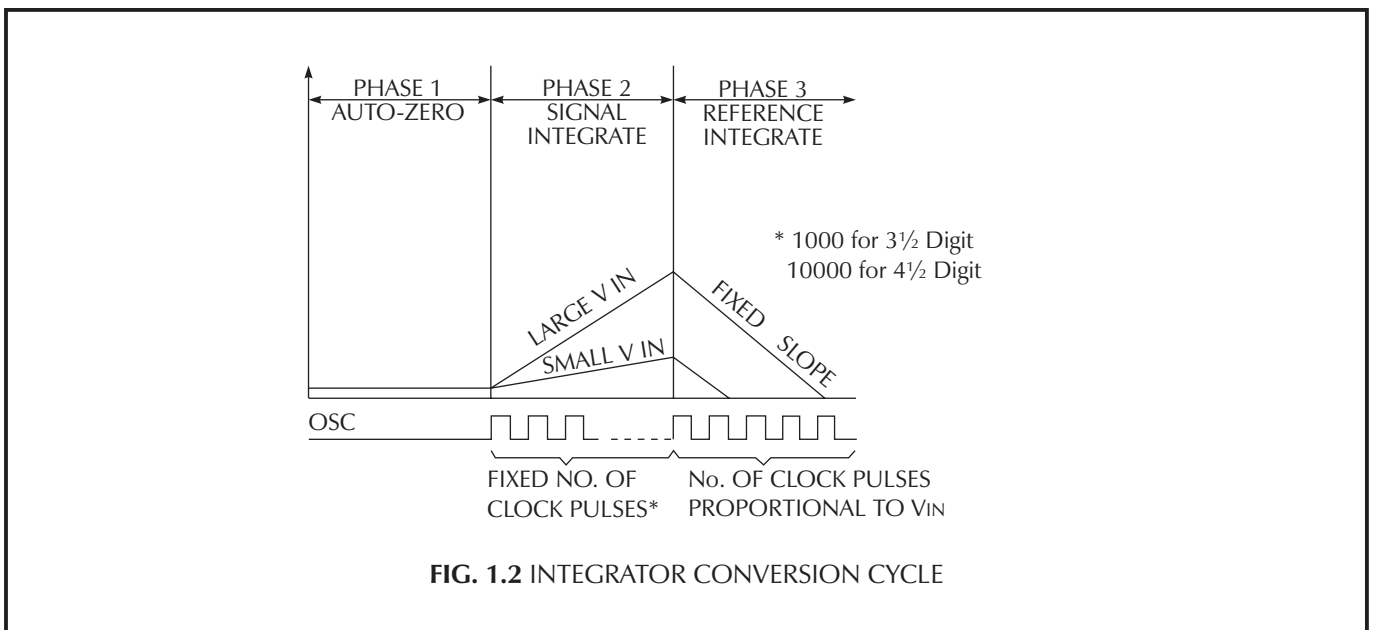 PHASE 1
AUTO-ZERO
PHASE 2
SIGNAL
INTEGRATE
PHASE 3
REFERENCE
INTEGRATE
* 1000 for 3½ Digit
10000 for 4½ Digit
LARGE V IN
SMALL V IN
FIXED SLOPE
OSC
FIXED NO. OF
CLOCK PULSES*
No. OF CLOCK PULSES
PROPORTIONAL TO VIN
FIG. 1.2 INTEGRATOR CONVERSION CYCLE